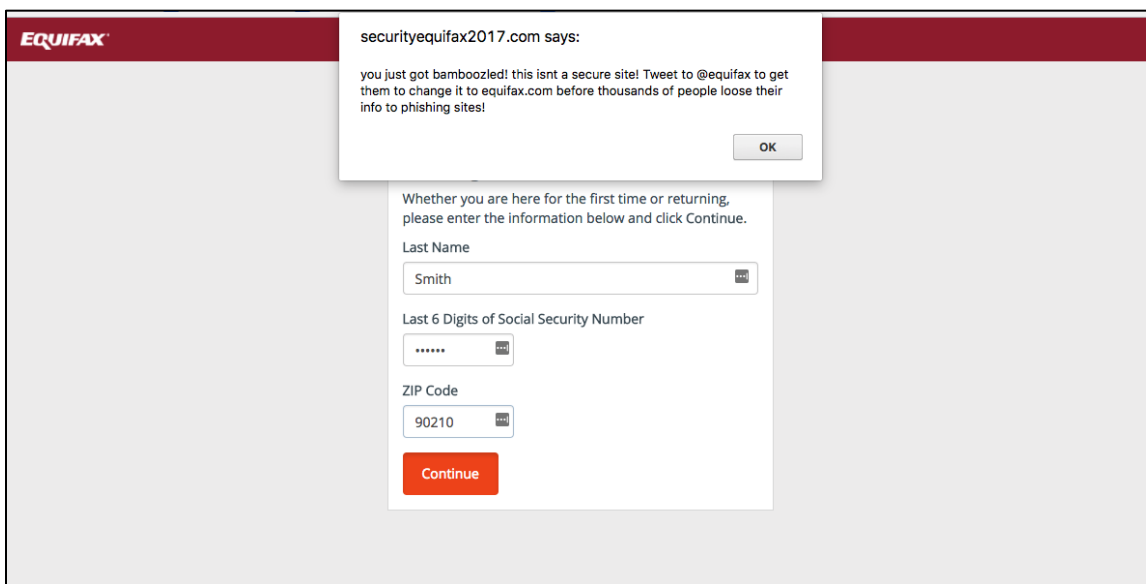 EQUIFAX
securityequifax2017.com says:
you just got bamboozled! this isnt a secure site! Tweet to @equifax to get
them to change it to equifax.com before thousands of people loose their
info to phishing sites!
OK
Whether you are here for the first time or returning,
please enter the information below and click Continue.
Last Name
Smith
Last 6 Digits of Social Security Number
••••••
ZIP Code
90210
Continue